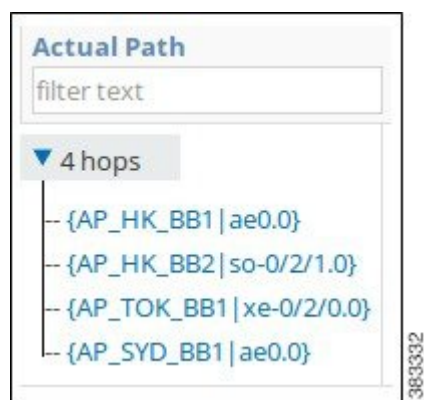 Actual Path
filter text
4 hops
{AP_HK_BB1|ae0.0}
{AP_HK_BB2|so-0/2/1.0}
{AP_TOK_BB1|xe-0/2/0.0}
{AP_SYD_BB1|ae0.0}
383332